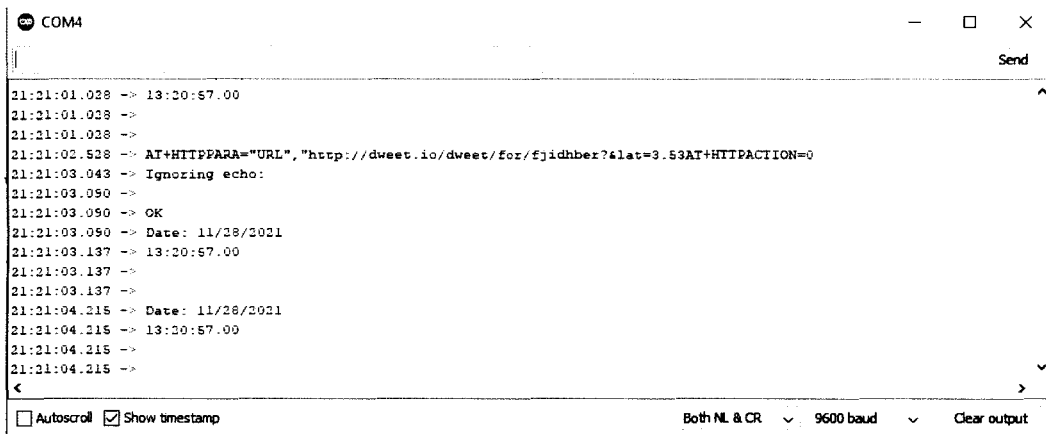 COM4
Send
21:21:01.028 -> 13:20:57.00
21:21:01.028 ->
21:21:01.028 ->
21:21:02.528 -> AT+HTTPPARA="URL","http://dweet.io/dweet/for/fjidhber?&lat=3.53AT+HTTPACTION=0
21:21:03.043 -> Ignoring echo:
21:21:03.090 ->
21:21:03.090 -> OK
21:21:03.090 -> Date: 11/28/2021
21:21:03.137 -> 13:20:57.00
21:21:03.137 ->
21:21:03.137 ->
21:21:04.215 -> Date: 11/28/2021
21:21:04.215 -> 13:20:57.00
21:21:04.215 ->
21:21:04.215 ->
Autoscroll Show timestamp Both NL & CR 9600 baud Clear output